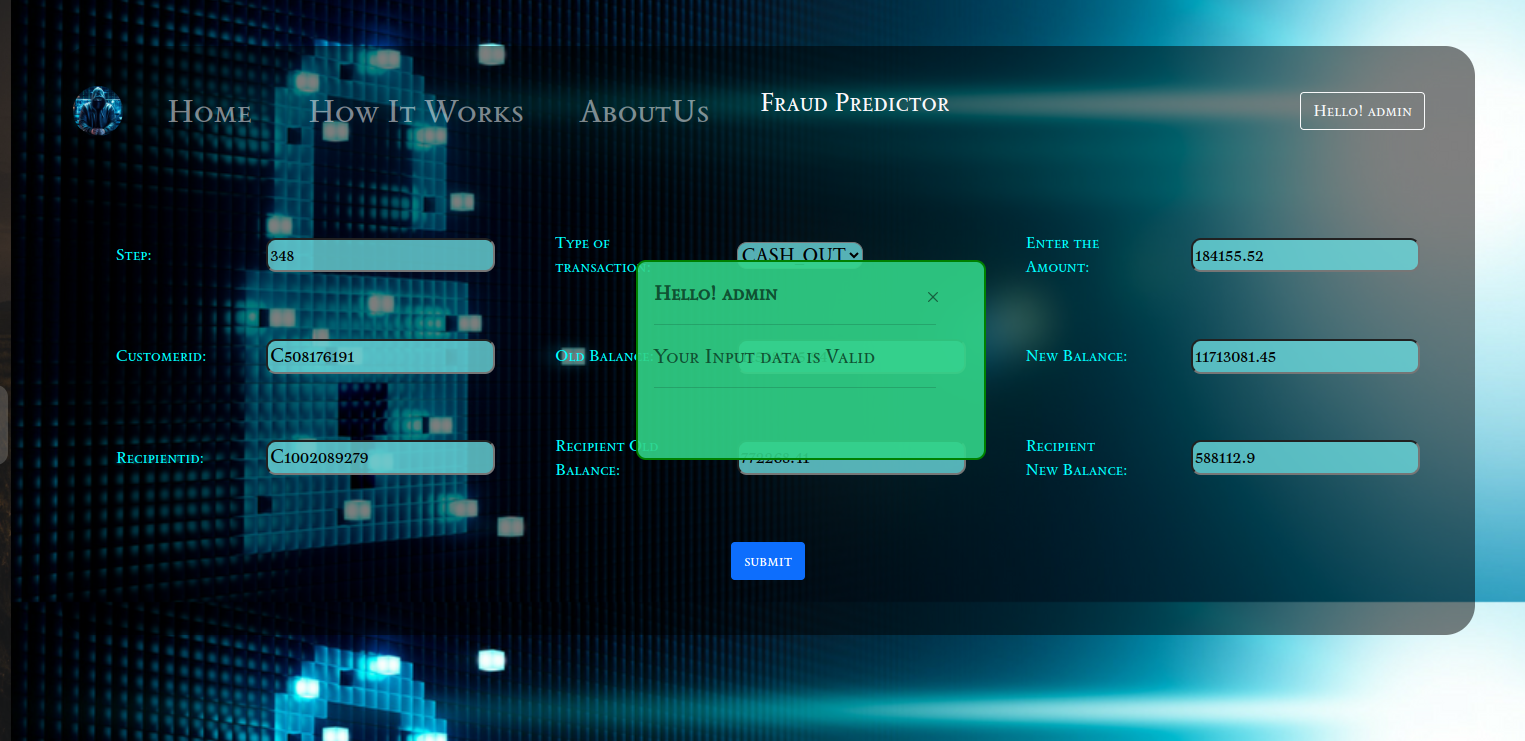 Home
How It Works
AboutUs
Fraud Predictor
Hello! admin
Step:
348
Type of
transaction:
CASH_OUT
Enter the
Amount:
184155.52
Hello! admin
×
Customerid:
C508176191
Old Balance:
Your Input data is Valid
New Balance:
11713081.45
Recipientid:
C1002089279
Recipient Old
Balance:
772268.41
Recipient
New Balance:
588112.9
submit